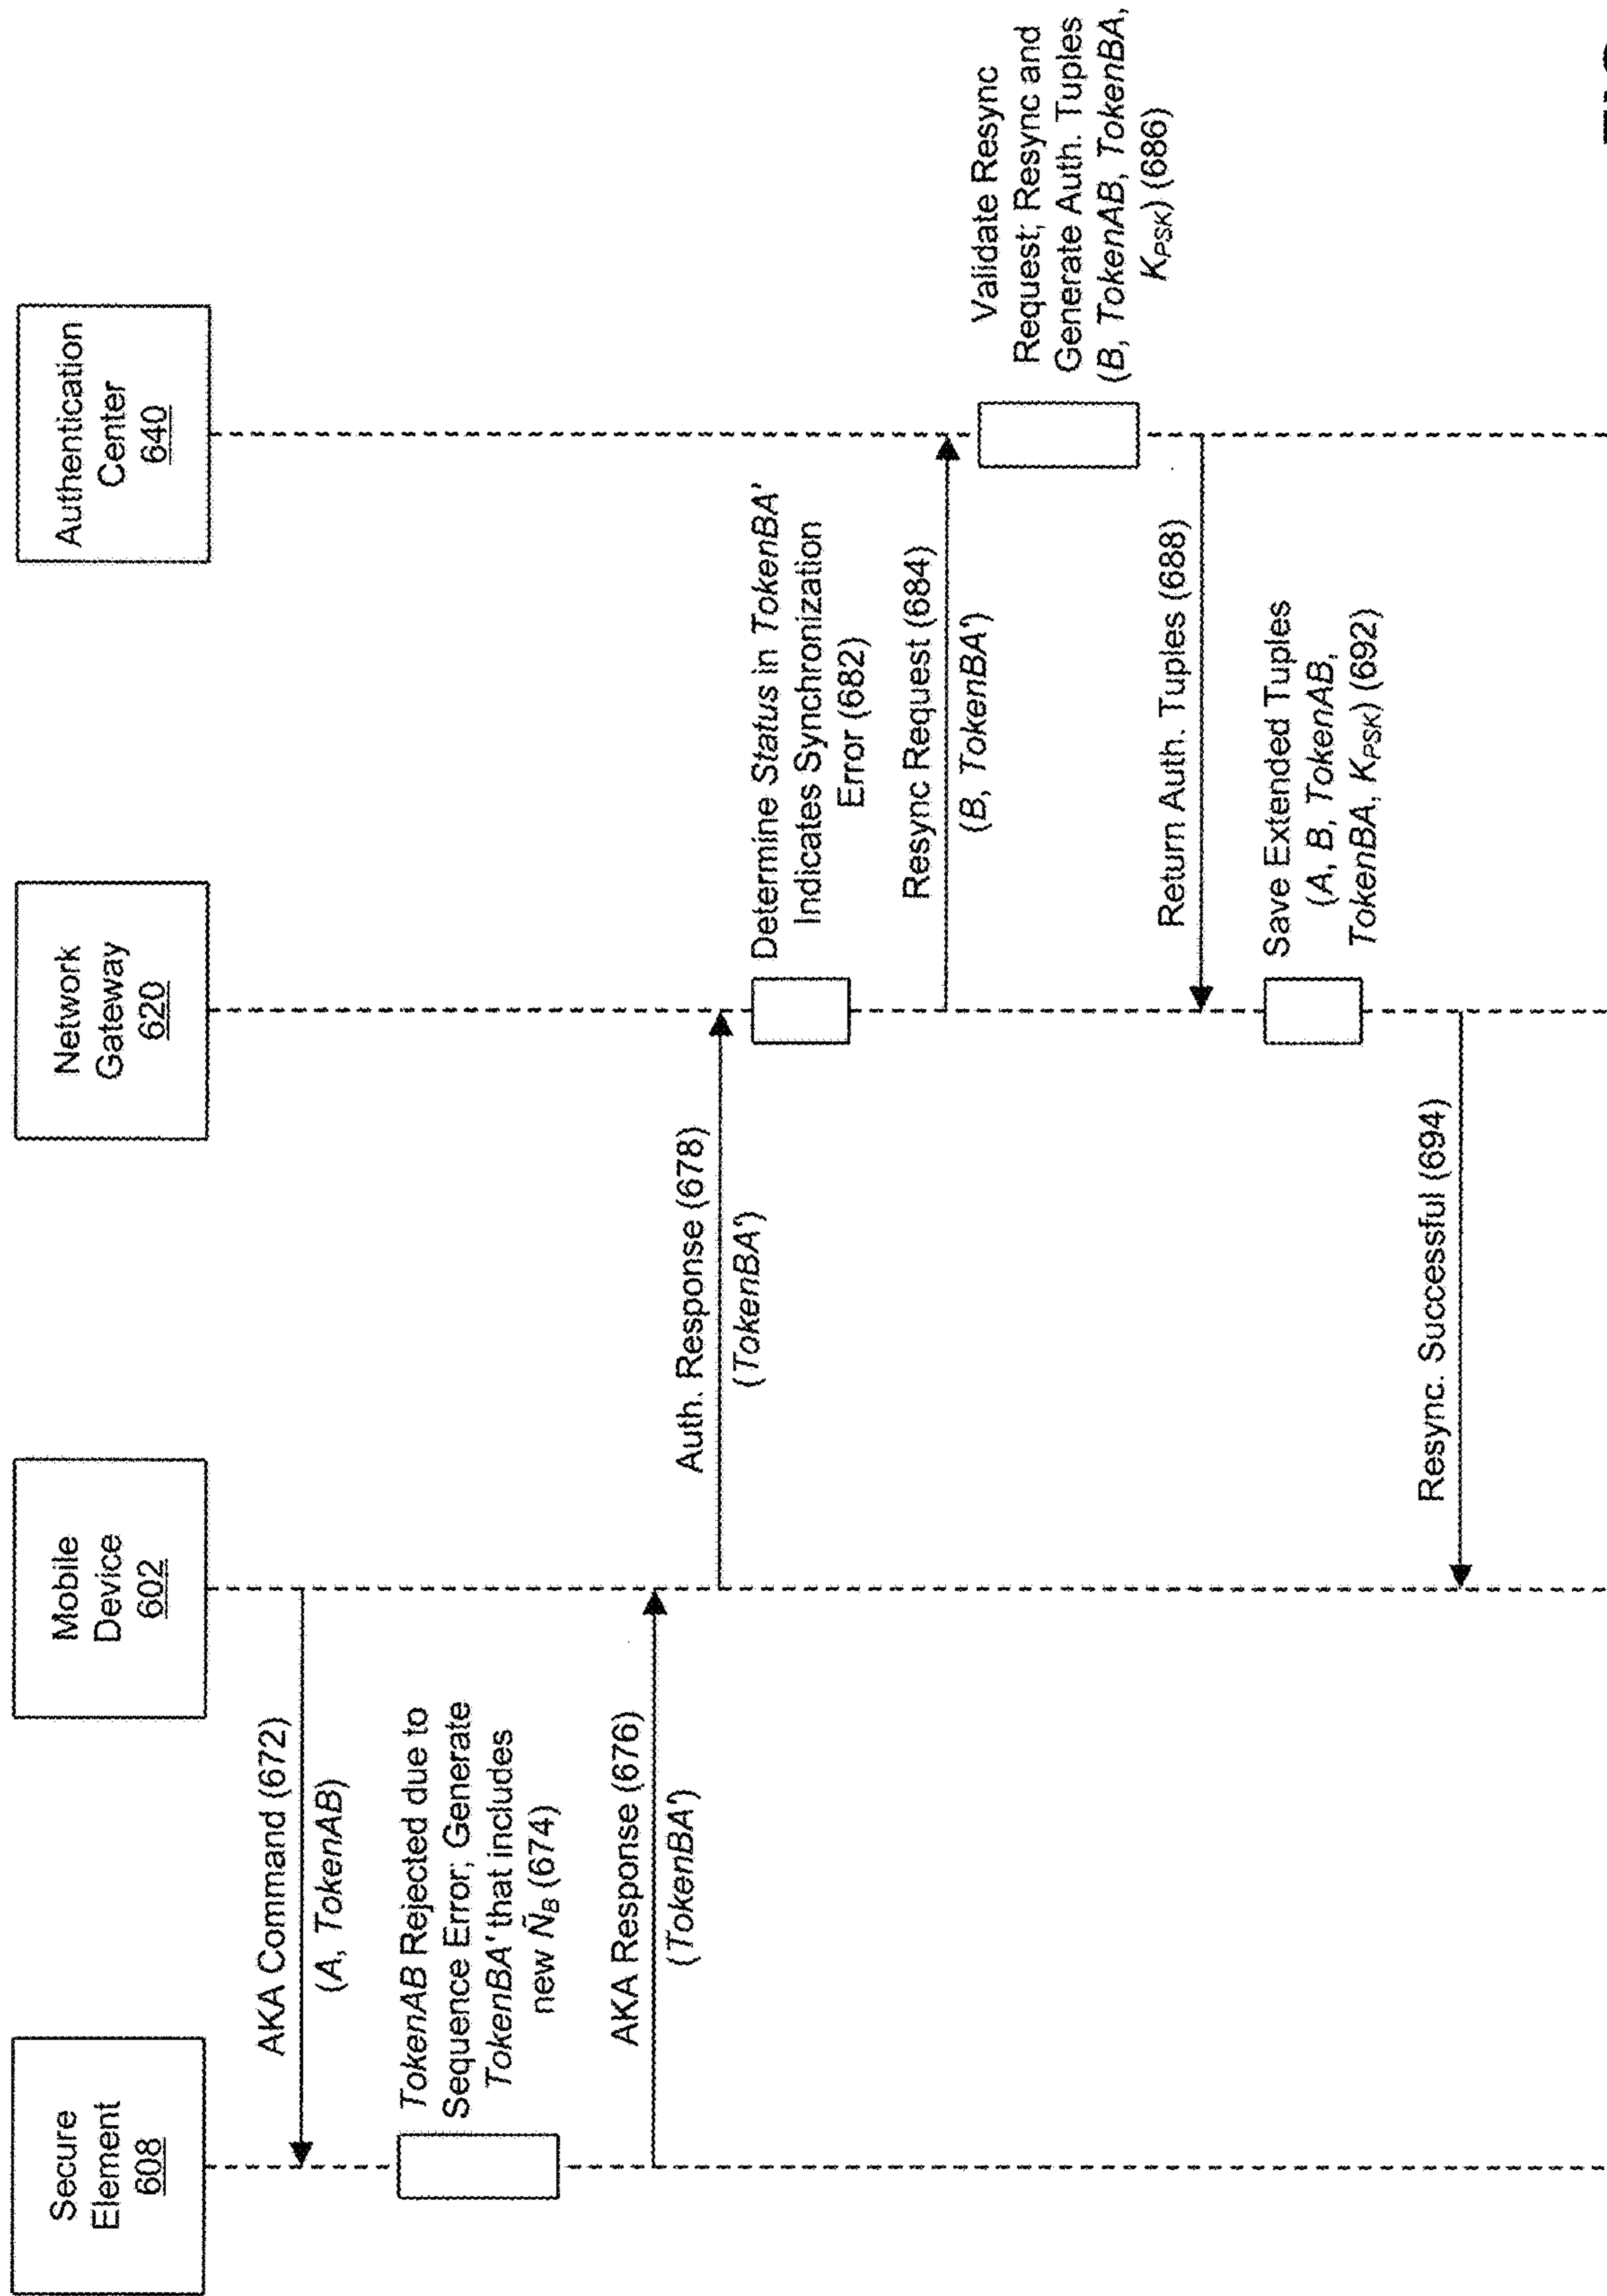 Secure
Element
608
Mobile
Device
602
Network
Gateway
620
Authentication
Center
640
AKA Command (672)
(A, TokenAB)
TokenAB Rejected due to
Sequence Error; Generate
TokenBA' that includes
new Ñ_B (674)
AKA Response (676)
(TokenBA')
Auth. Response (678)
(TokenBA')
Determine Status in TokenBA'
Indicates Synchronization
Error (682)
Resync Request (684)
(B, TokenBA')
Validate Resync
Request; Resync and
Generate Auth. Tuples
(B, TokenAB, TokenBA,
K_PSK) (686)
Return Auth. Tuples (688)
Save Extended Tuples
(A, B, TokenAB,
TokenBA, K_PSK) (692)
Resync. Successful (694)